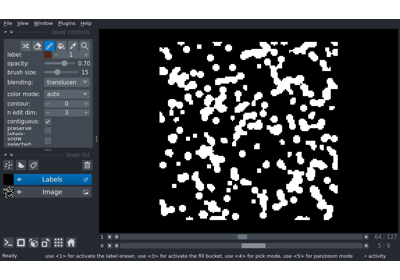 File View Window Plugins Help
layer controls
label: 1
opacity: 0.70
brush size: 15
blending: translucen
color mode: auto
contour: 0
n edit dim: 3
contiguous:
preserve
labels:
show
selected:
layer list
Labels
Image
1 64 127
0 5 9
Ready use <1> for activate the label eraser, use <3> for activate the fill bucket, use <4> for pick mode, use <5> for pan/zoom mode activity